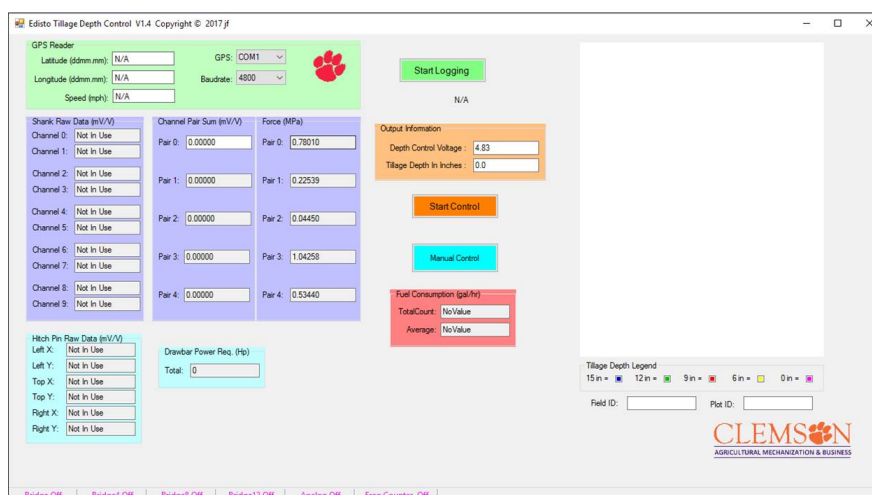 Edisto Tillage Depth Control V1.4 Copyright © 2017 jf
GPS Reader
Latitude (ddmm.mm): N/A
Longitude (ddmm.mm): N/A
Speed (mph): N/A
GPS: COM1
Baudrate: 4800
Start Logging
N/A
Shank Raw Data (mV/V)
Channel 0: Not In Use
Channel 1: Not In Use
Channel 2: Not In Use
Channel 3: Not In Use
Channel 4: Not In Use
Channel 5: Not In Use
Channel 6: Not In Use
Channel 7: Not In Use
Channel 8: Not In Use
Channel 9: Not In Use
Channel Pair Sum (mV/V)
Pair 0: 0.00000
Pair 1: 0.00000
Pair 2: 0.00000
Pair 3: 0.00000
Pair 4: 0.00000
Force (MPa)
Pair 0: 0.78010
Pair 1: 0.22539
Pair 2: 0.04450
Pair 3: 1.04258
Pair 4: 0.53440
Output Information
Depth Control Voltage : 4.83
Tillage Depth In Inches : 0.0
Start Control
Manual Control
Fuel Consumption (gal/hr)
TotalCount: NoValue
Average: NoValue
Hitch Pin Raw Data (mV/V)
Left X: Not In Use
Left Y: Not In Use
Top X: Not In Use
Top Y: Not In Use
Right X: Not In Use
Right Y: Not In Use
Drawbar Power Req. (Hp)
Total: 0
Tillage Depth Legend
15 in = 12 in = 9 in = 6 in = 0 in =
Field ID: Plot ID:
CLEMSON
AGRICULTURAL MECHANIZATION & BUSINESS